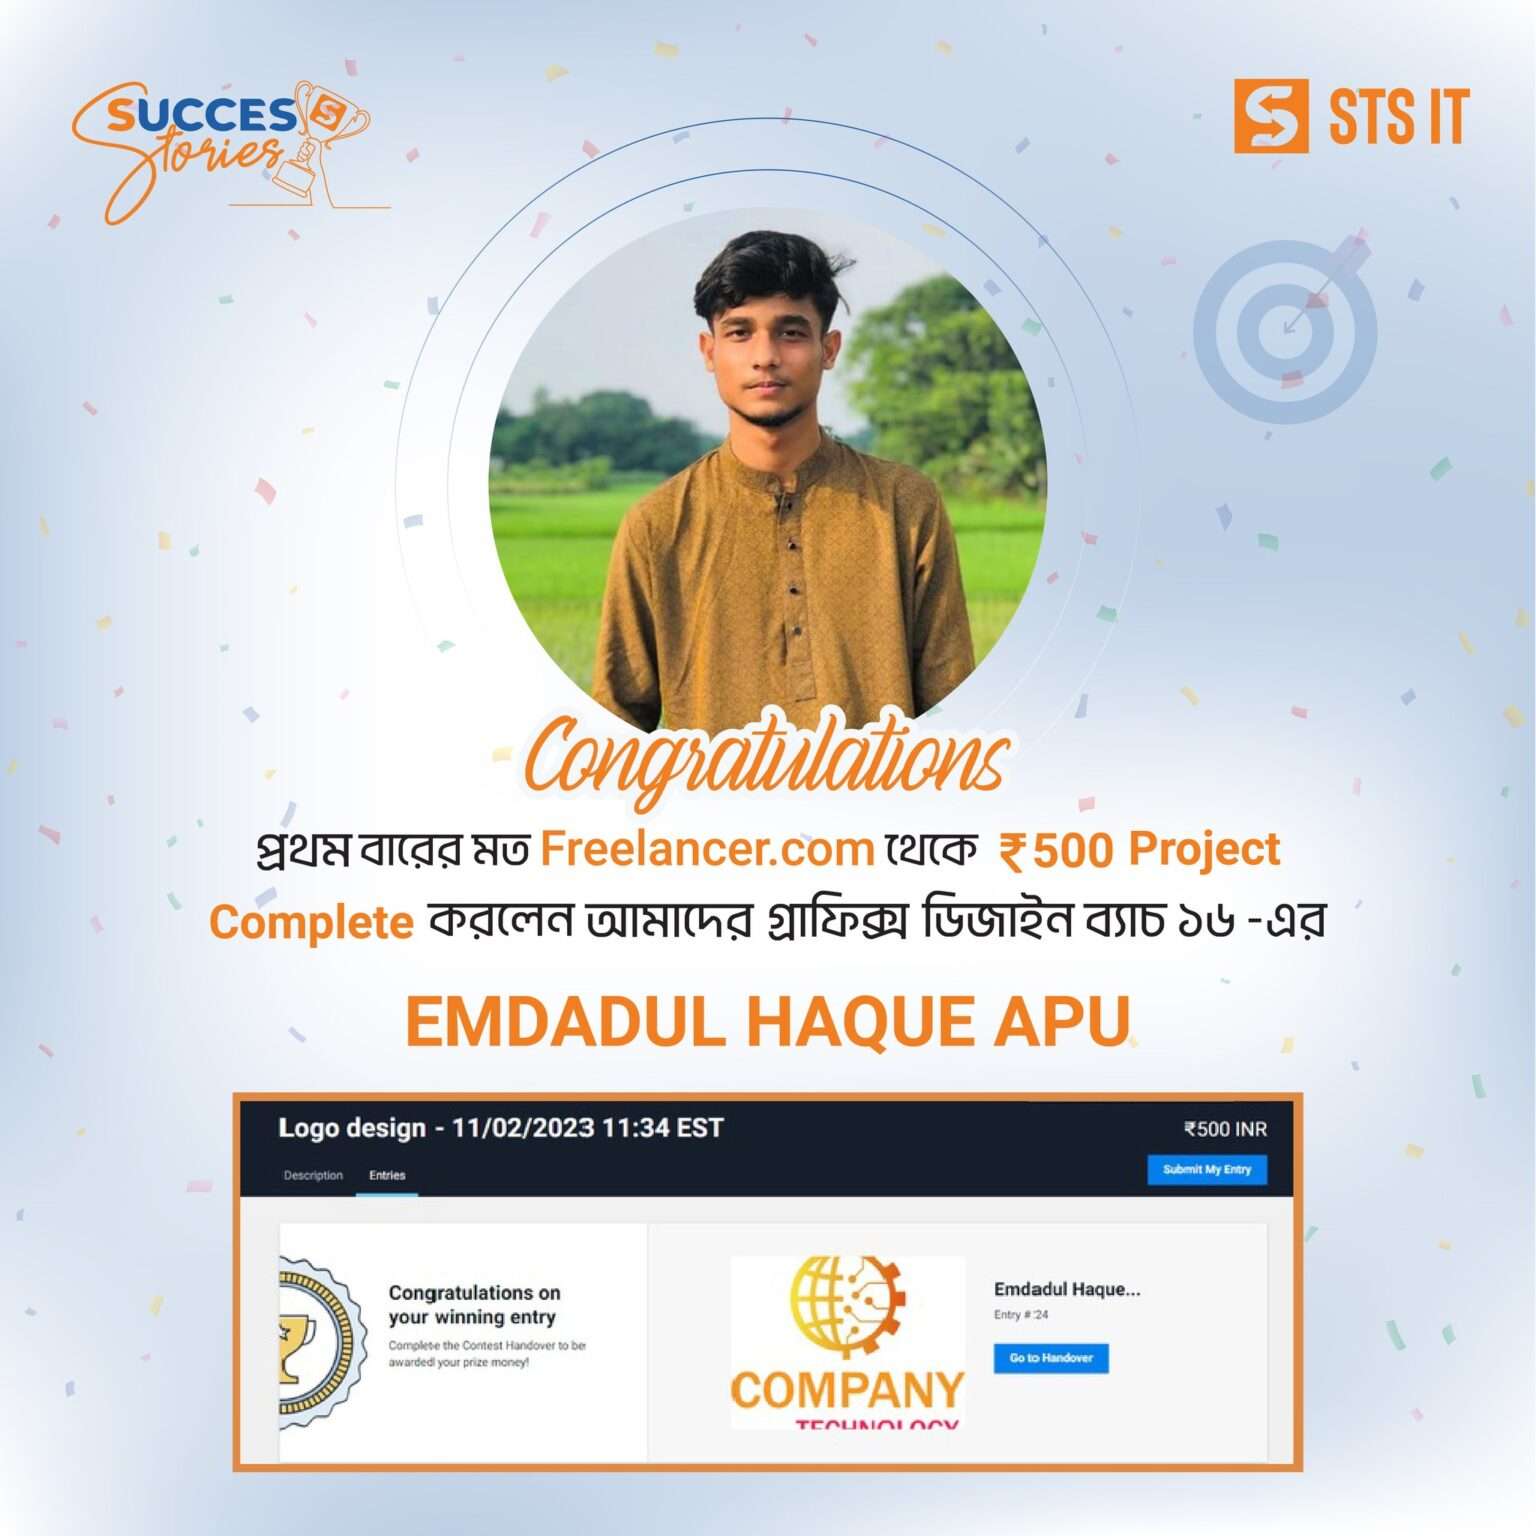 SUCCESS
Stories
STS IT
Congratulations
প্রথম বারের মত Freelancer.com থেকে ₹500 Project
Complete করলেন আমাদের গ্রাফিক্স ডিজাইন ব্যাচ ১৬ -এর
EMDADUL HAQUE APU
Logo design - 11/02/2023 11:34 EST
₹500 INR
Description
Entries
Submit My Entry
Congratulations on
your winning entry
Complete the Contest Handover to be
awarded your prize money!
COMPANY
TECHNOLOGY
Emdadul Haque...
Entry # 24
Go to Handover